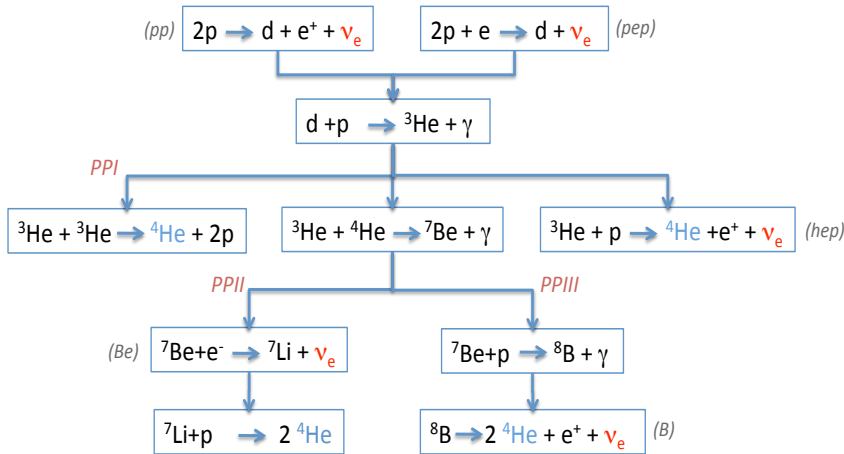 (pp) 2p → d + e⁺ + νₑ 2p + e → d + νₑ (pep)
d +p → ³He + γ
PPI
³He + ³He → ⁴He + 2p ³He + ⁴He → ⁷Be + γ ³He + p → ⁴He +e⁺ + νₑ (hep)
PPII PPIII
(Be) ⁷Be+e⁻ → ⁷Li + νₑ ⁷Be+p → ⁸B + γ
⁷Li+p → 2 ⁴He ⁸B → 2 ⁴He + e⁺ + νₑ (B)